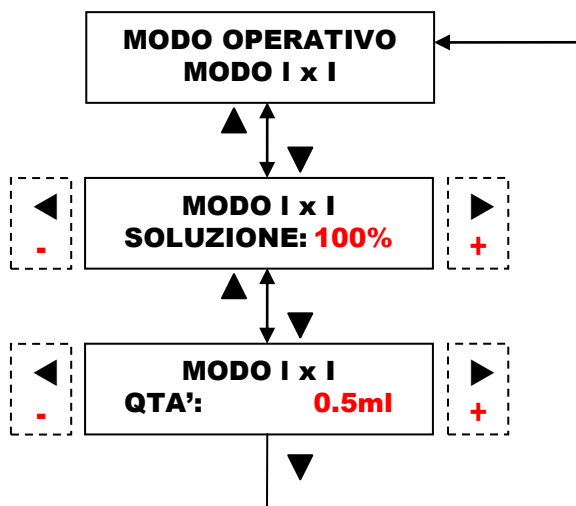 MODO OPERATIVO
MODO I x I
MODO I x I
- SOLUZIONE: 100% +
MODO I x I
- QTA’: 0.5ml +